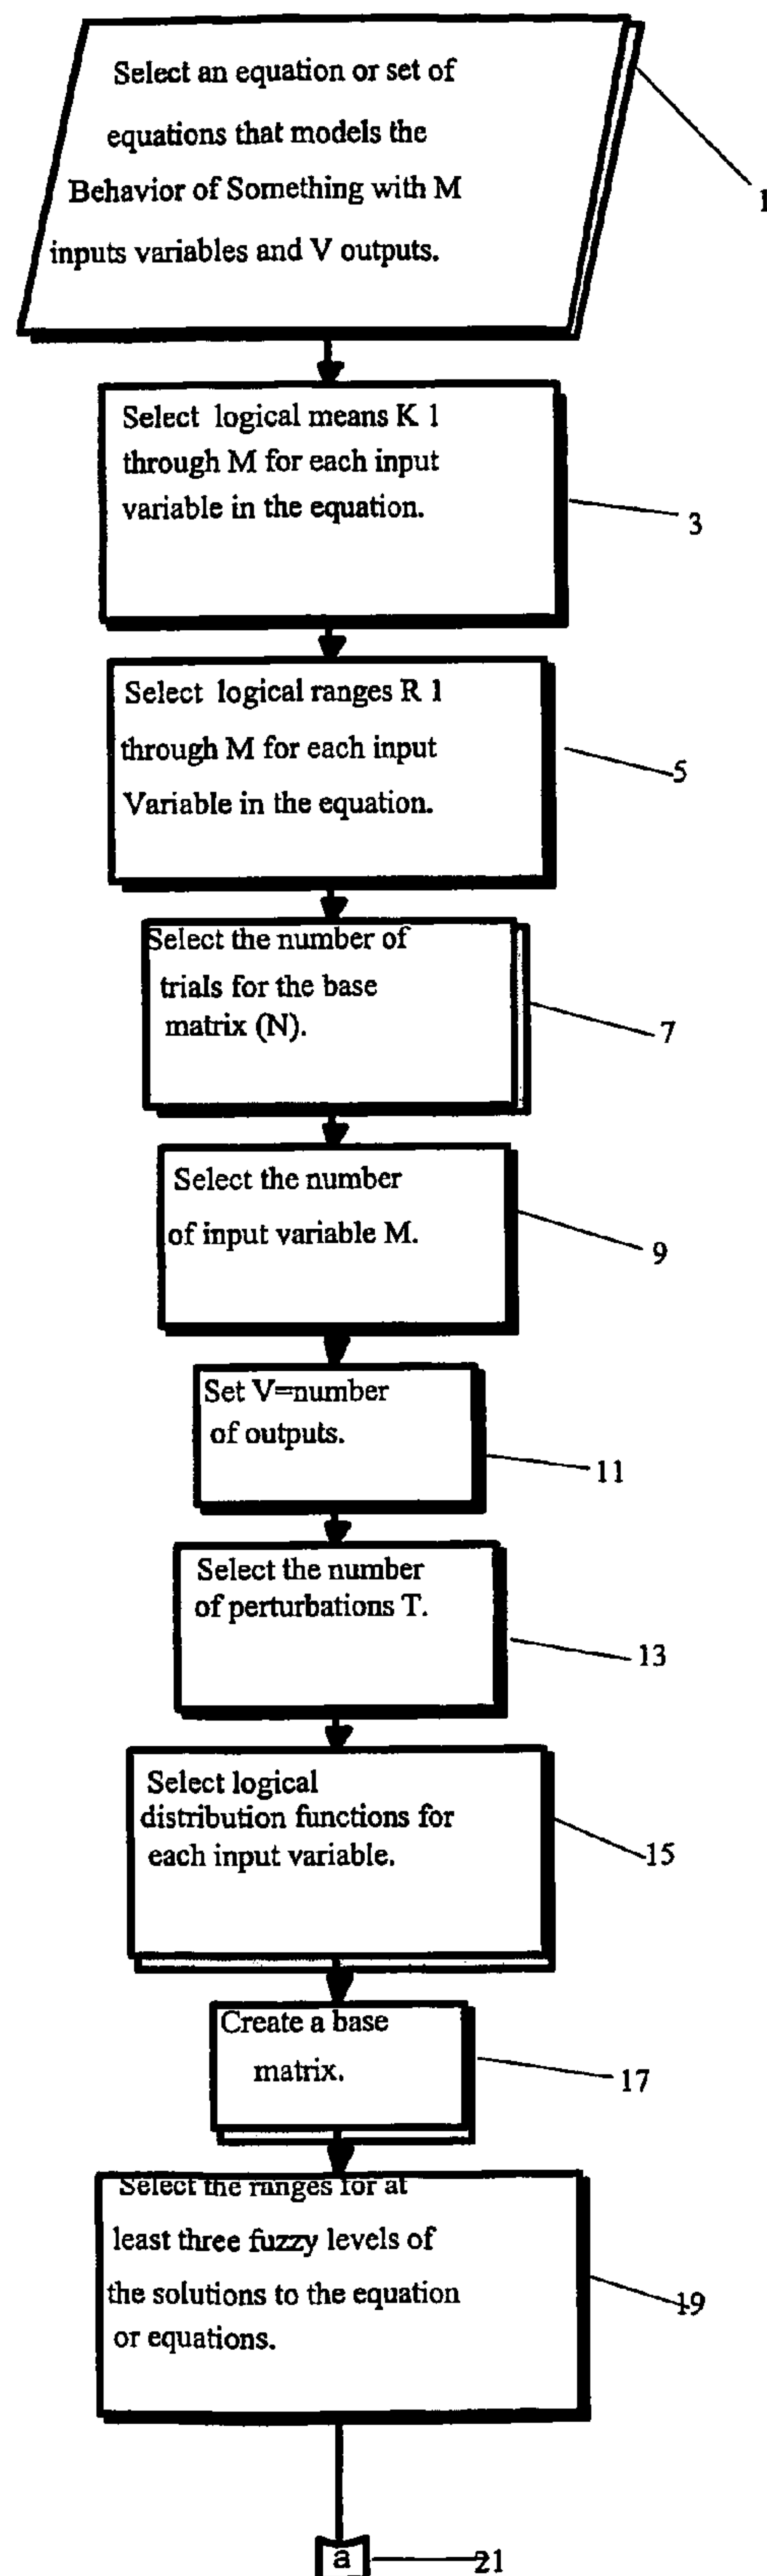 Select an equation or set of
equations that models the
Behavior of Something with M
inputs variables and V outputs.
1
Select logical means K 1
through M for each input
variable in the equation.
3
Select logical ranges R 1
through M for each input
Variable in the equation.
5
Select the number of
trials for the base
matrix (N).
7
Select the number
of input variable M.
9
Set V=number
of outputs.
11
Select the number
of perturbations T.
13
Select logical
distribution functions for
each input variable.
15
Create a base
matrix.
17
Select the ranges for at
least three fuzzy levels of
the solutions to the equation
or equations.
19
a
21